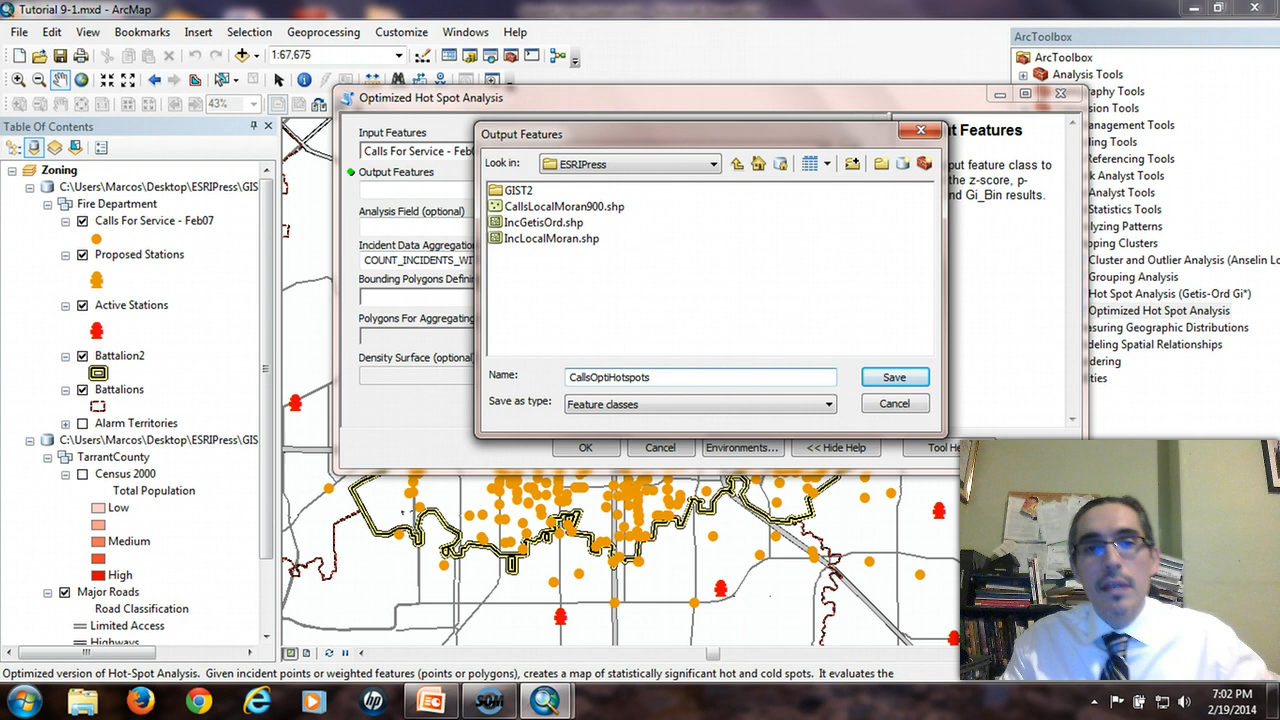 Tutorial 9-1.mxd - ArcMap
File Edit View Bookmarks Insert Selection Geoprocessing Customize Windows Help
1:67,675
43%
Table Of Contents
Zoning
C:\Users\Marcos\Desktop\ESRIPress\GIS
Fire Department
Calls For Service - Feb07
Proposed Stations
Active Stations
Battalion2
Battalions
Alarm Territories
C:\Users\Marcos\Desktop\ESRIPress\GIS
TarrantCounty
Census 2000
Total Population
Low
Medium
High
Major Roads
Road Classification
Limited Access
Highways
Optimized Hot Spot Analysis
Input Features
Calls For Service - Feb0
Output Features
Analysis Field (optional)
Incident Data Aggregation
COUNT_INCIDENTS_WI
Bounding Polygons Defini
Polygons For Aggregating
Density Surface (optional)
OK Cancel Environments... << Hide Help Tool He
Output Features
Look in: ESRIPress
GIST2
CallsLocalMoran900.shp
IncGetisOrd.shp
IncLocalMoran.shp
Name: CallsOptiHotspots Save
Save as type: Feature classes Cancel
t Features
put feature class to
the z-score, p-
nd Gi_Bin results.
ArcToolbox
ArcToolbox
Analysis Tools
graphy Tools
sion Tools
anagement Tools
ling Tools
rk Analyst Tools
Analyst Tools
Statistics Tools
lyzing Patterns
pping Clusters
Cluster and Outlier Analysis (Anselin Lo
Grouping Analysis
Hot Spot Analysis (Getis-Ord Gi*)
Optimized Hot Spot Analysis
asuring Geographic Distributions
deling Spatial Relationships
dering
ties
Optimized version of Hot-Spot Analysis. Given incident points or weighted features (points or polygons), creates a map of statistically significant hot and cold spots. It evaluates the
hp
SOM
7:02 PM
2/19/2014